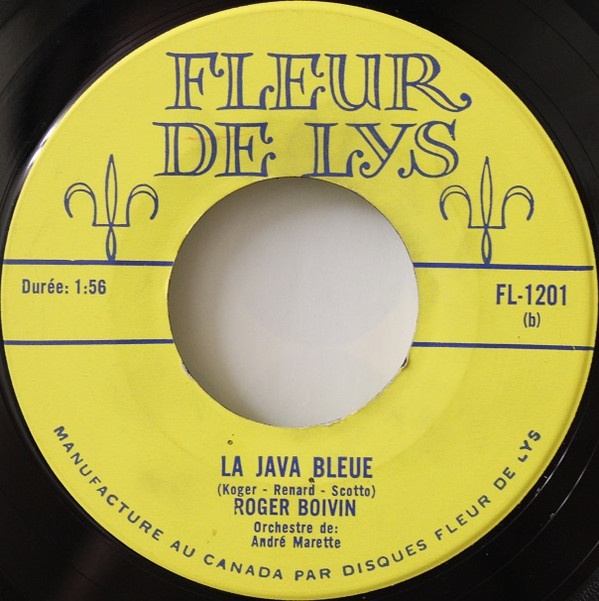 FLEUR
DE LYS
Durée: 1:56
FL-1201
(b)
LA JAVA BLEUE
(Koger - Renard - Scotto)
ROGER BOIVIN
Orchestre de:
André Marette
MANUFACTURE AU CANADA PAR DISQUES FLEUR DE LYS